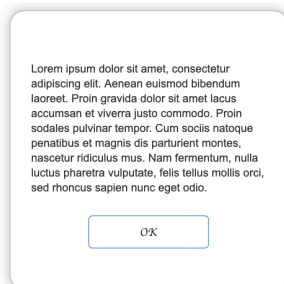 Lorem ipsum dolor sit amet, consectetur
adipiscing elit. Aenean euismod bibendum
laoreet. Proin gravida dolor sit amet lacus
accumsan et viverra justo commodo. Proin
sodales pulvinar tempor. Cum sociis natoque
penatibus et magnis dis parturient montes,
nascetur ridiculus mus. Nam fermentum, nulla
luctus pharetra vulputate, felis tellus mollis orci,
sed rhoncus sapien nunc eget odio.
OK